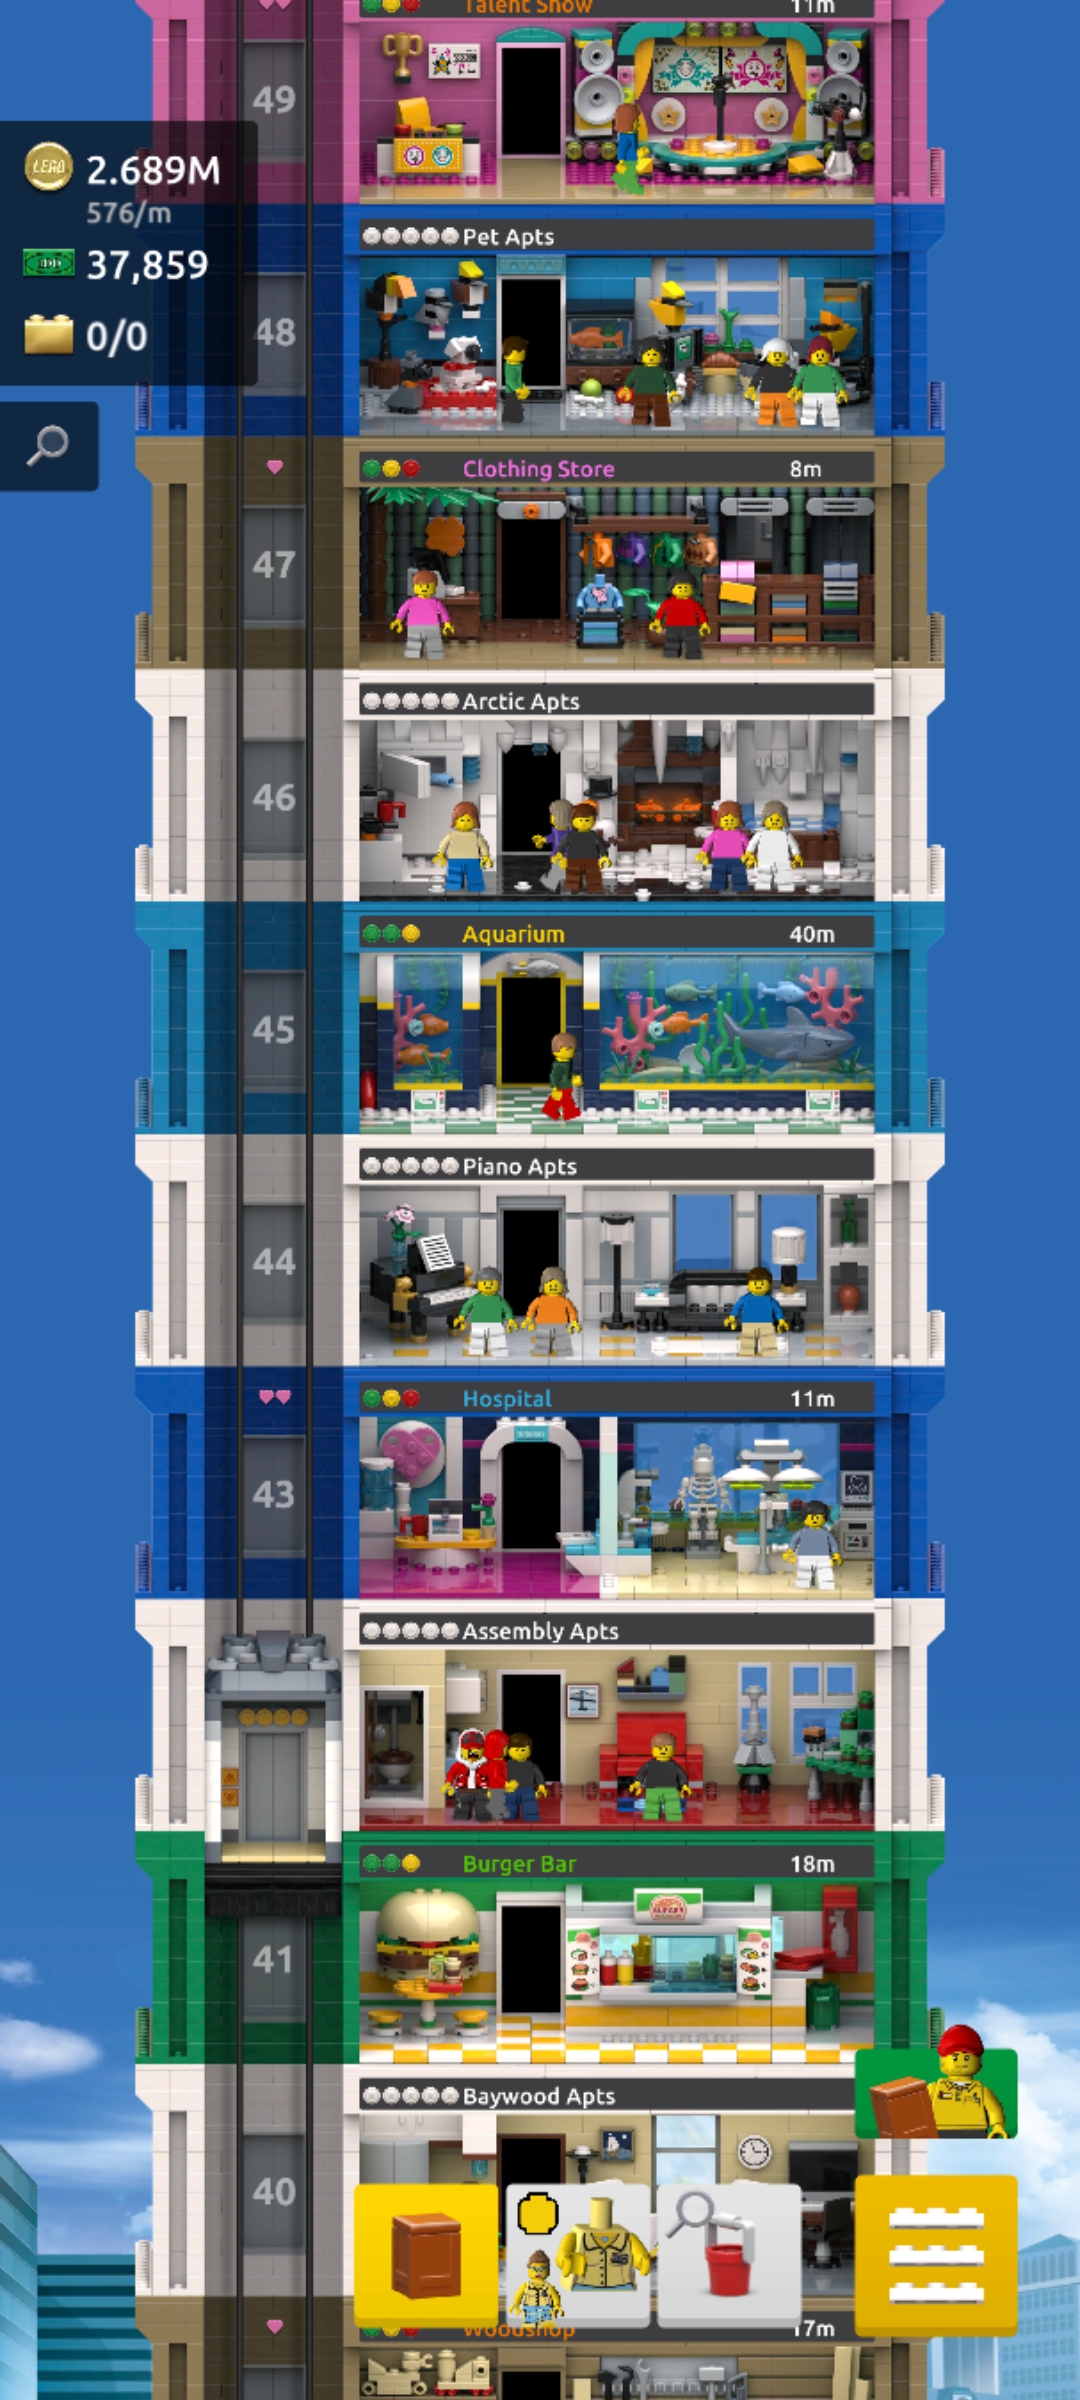 Talent Show 11m
49
LEGO 2.689M
576/m
37,859
0/0
Pet Apts
48
Clothing Store 8m
47
Arctic Apts
46
Aquarium 40m
45
Piano Apts
44
Hospital 11m
43
Assembly Apts
Burger Bar 18m
41
Baywood Apts
40
Woodshop 17m